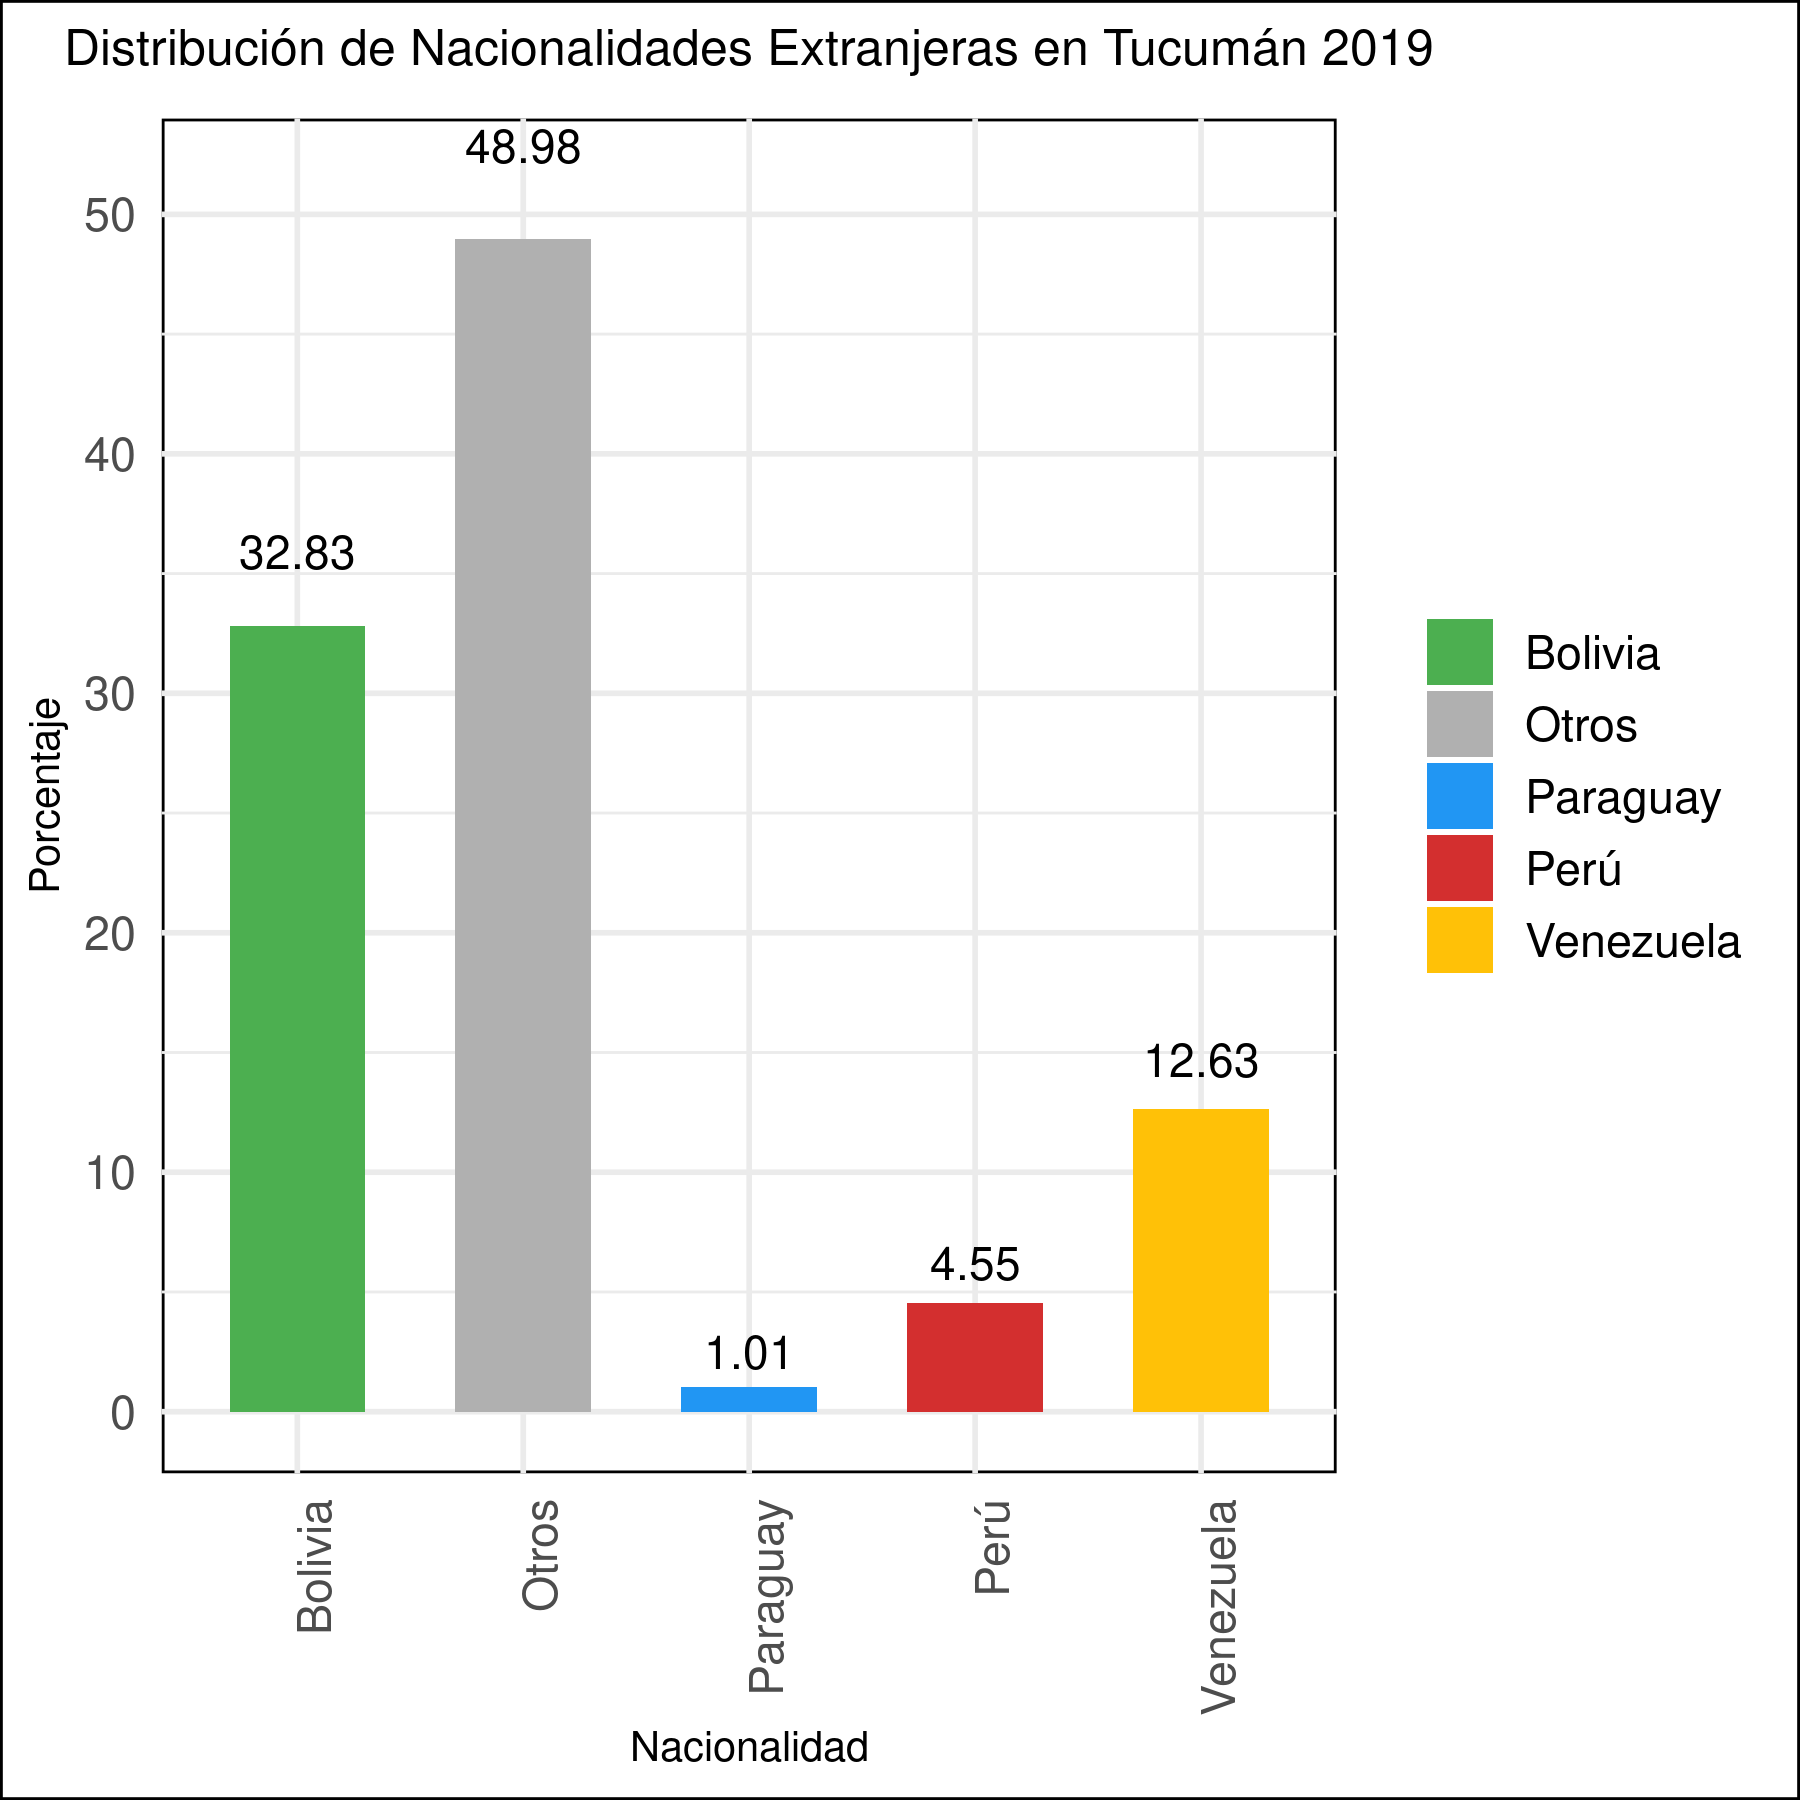 Distribución de Nacionalidades Extranjeras en Tucumán 2019
48.98
50
40
32.83
30
20
12.63
10
4.55
1.01
0
Porcentaje
Bolivia
Otros
Paraguay
Perú
Venezuela
Nacionalidad
Bolivia
Otros
Paraguay
Perú
Venezuela